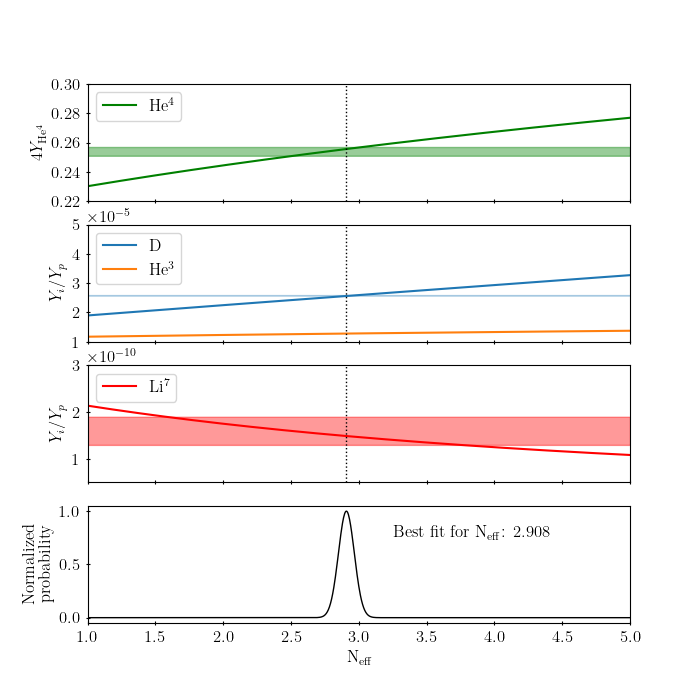 0.30
He⁴
0.28
0.26
0.24
0.22
4Y_He⁴
×10⁻⁵
5
D
4
He³
3
2
1
Y_i/Y_p
×10⁻¹⁰
3
Li⁷
2
1
Y_i/Y_p
1.0
Best fit for N_eff: 2.908
0.5
0.0
Normalized
probability
1.0 1.5 2.0 2.5 3.0 3.5 4.0 4.5 5.0
N_eff